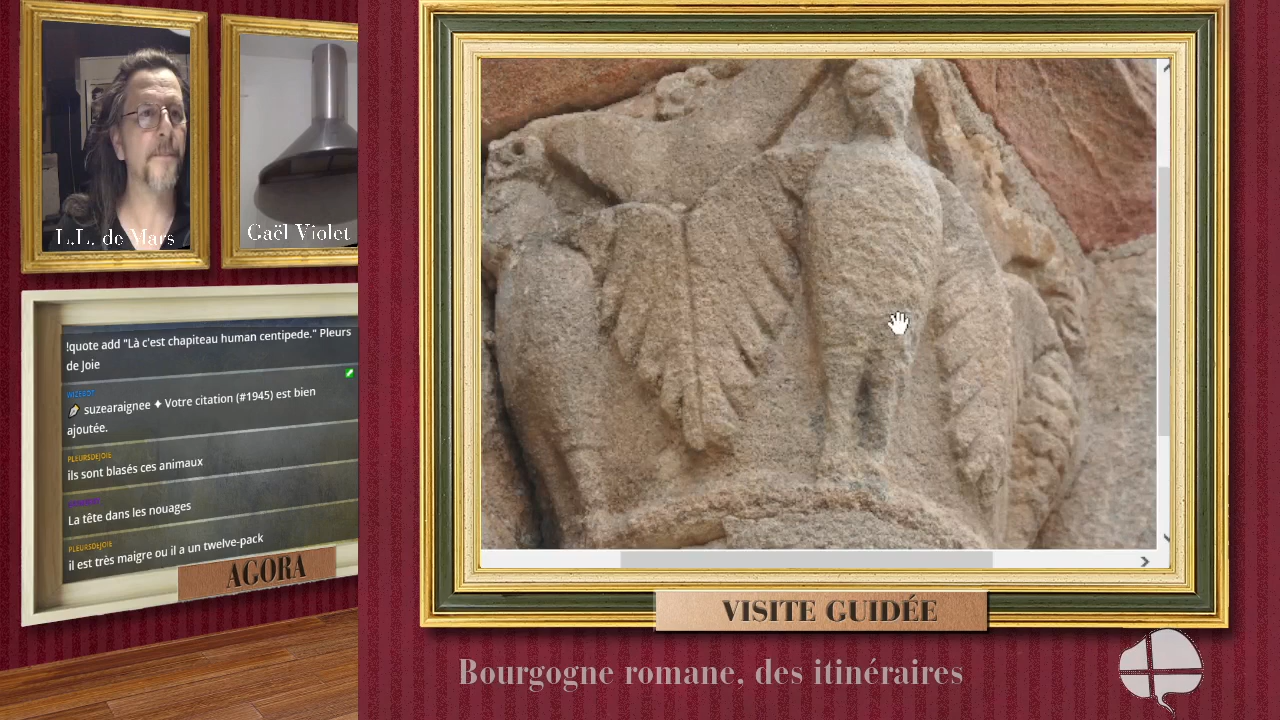 L.L. de Mars
Gaël Violet
!quote add "Là c'est chapiteau human centipede." Pleurs
de Joie
WIZEBOT
suzearaignee ✦ Votre citation (#1945) est bien
ajoutée.
PLEURSDEJOIE
ils sont blasés ces animaux
La tête dans les nouages
PLEURSDEJOIE
il est très maigre ou il a un twelve-pack
AGORA
VISITE GUIDÉE
Bourgogne romane, des itinéraires